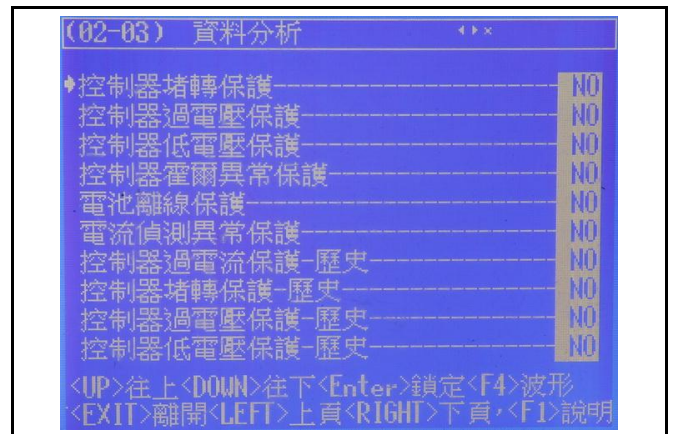 (02-03) 資料分析
控制器堵轉保護 NO
控制器過電壓保護 NO
控制器低電壓保護 NO
控制器霍爾異常保護 NO
電池離線保護 NO
電流偵測異常保護 NO
控制器過電流保護-歷史 NO
控制器堵轉保護-歷史 NO
控制器過電壓保護-歷史 NO
控制器低電壓保護-歷史 NO
<UP>往上<DOWN>往下<Enter>鎖定<F4>波形
<EXIT>離開<LEFT>上頁<RIGHT>下頁,<F1>說明